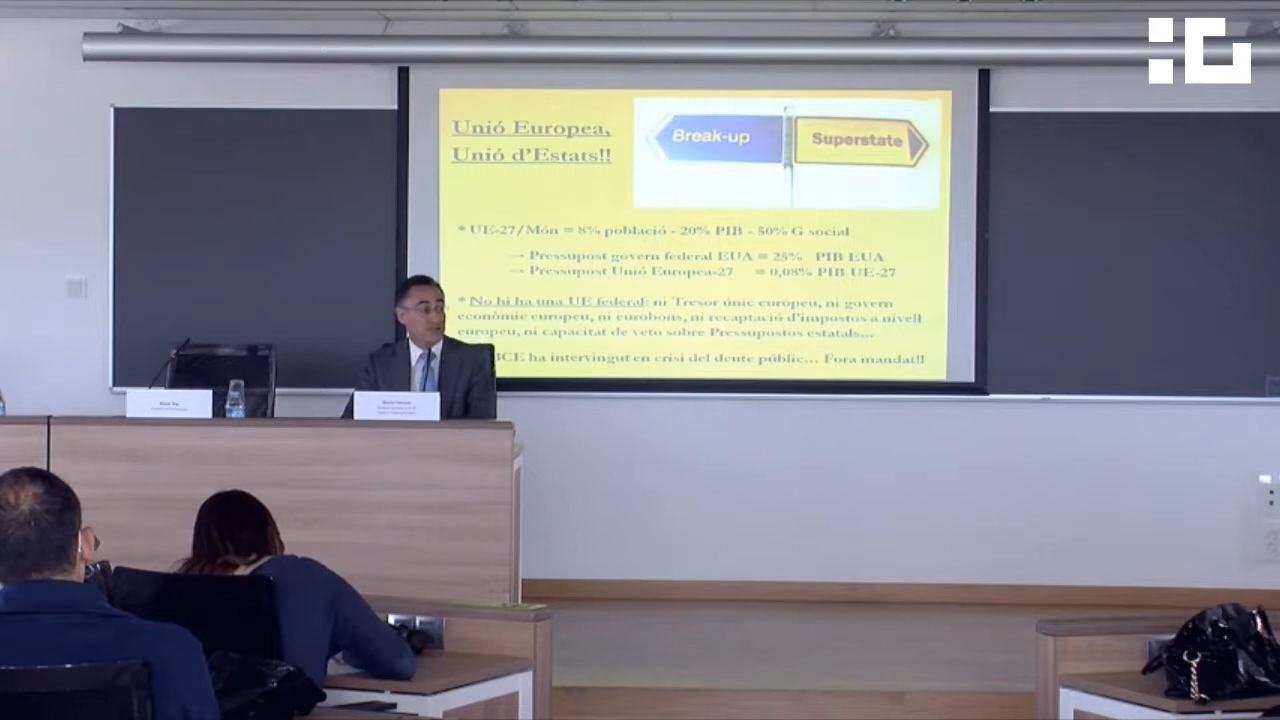 Unió Europea,
Unió d'Estats!!
Break-up
Superstate
* UE-27/Món = 8% població - 20% PIB - 50% G social
→ Pressupost govern federal EUA = 25% PIB EUA
→ Pressupost Unió Europea-27 = 0,08% PIB UE-27
* No hi ha una UE federal: ni Tresor únic europeu, ni govern
econòmic europeu, ni eurobons, ni recaptació d'impostos a nivell
europeu, ni capacitat de veto sobre Pressupostos estatals...
BCE ha intervingut en crisi del deute públic... Fora mandat!!